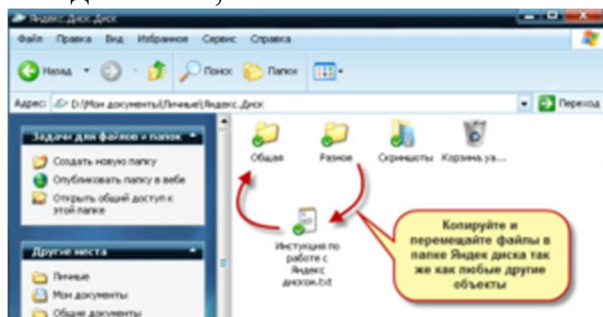 Яндекс.Диск.Диск
Файл Правка Вид Избранное Сервис Справка
Назад Поиск Папки
Адрес: D:\Мои документы\Личные\Яндекс.Диск Переход
Задачи для файлов и папок
Создать новую папку
Опубликовать папку в вебе
Открыть общий доступ к
этой папке
Другие места
Личные
Мои документы
Общие документы
Общая Разное Скриншоты Корзина.ya...
Инстукция по
работе с
Яндекс
диском.txt
Копируйте и
перемещайте файлы в
папке Яндек диска так
же как любые другие
объекты